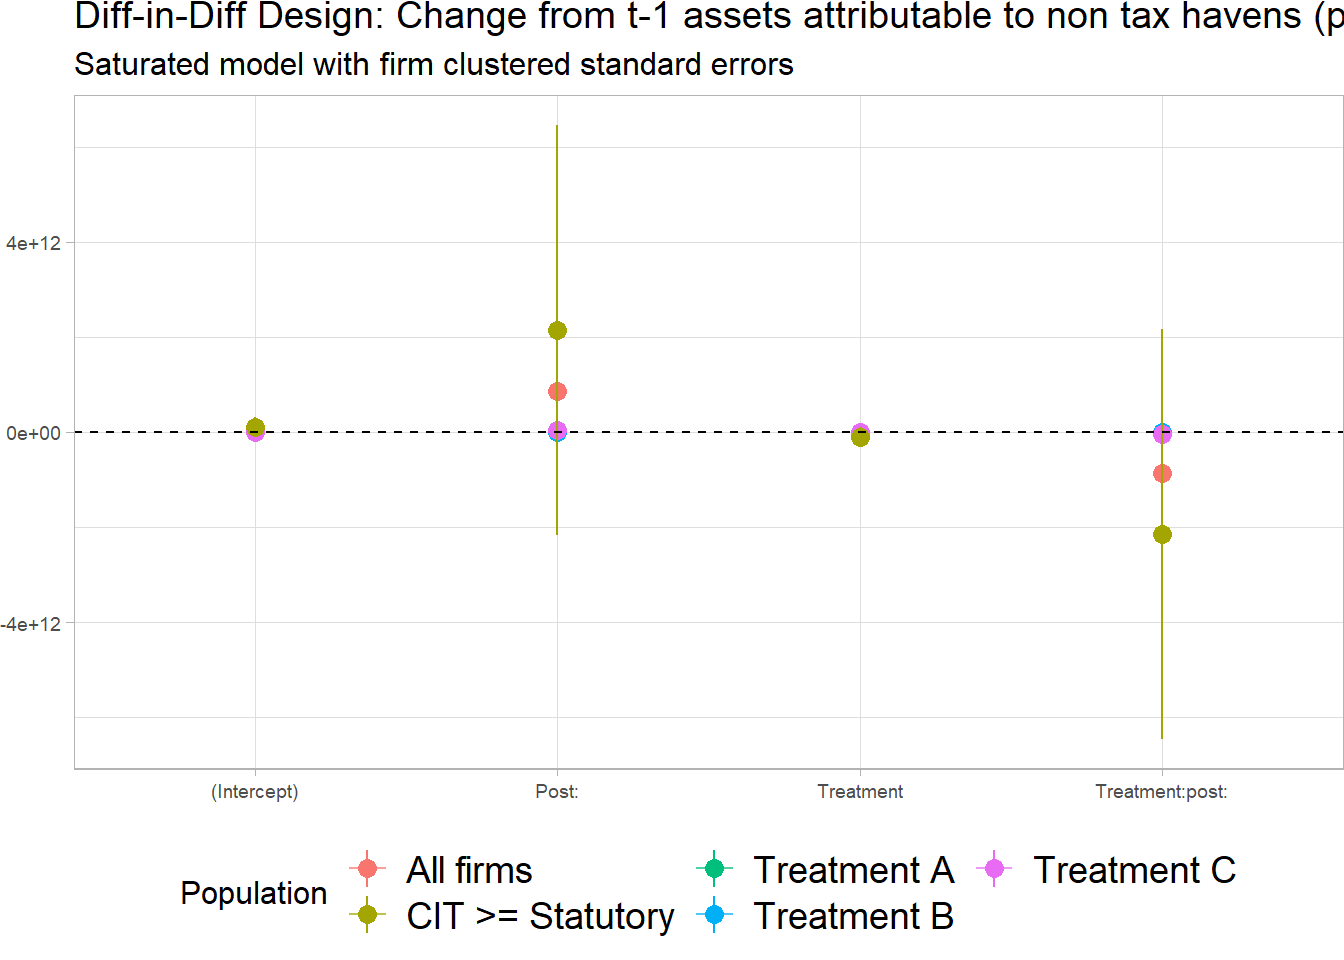 Diff-in-Diff Design: Change from t-1 assets attributable to non tax havens (p
Saturated model with firm clustered standard errors
4e+12
0e+00
-4e+12
(Intercept) Post: Treatment Treatment:post:
Population
All firms Treatment A Treatment C
CIT >= Statutory Treatment B